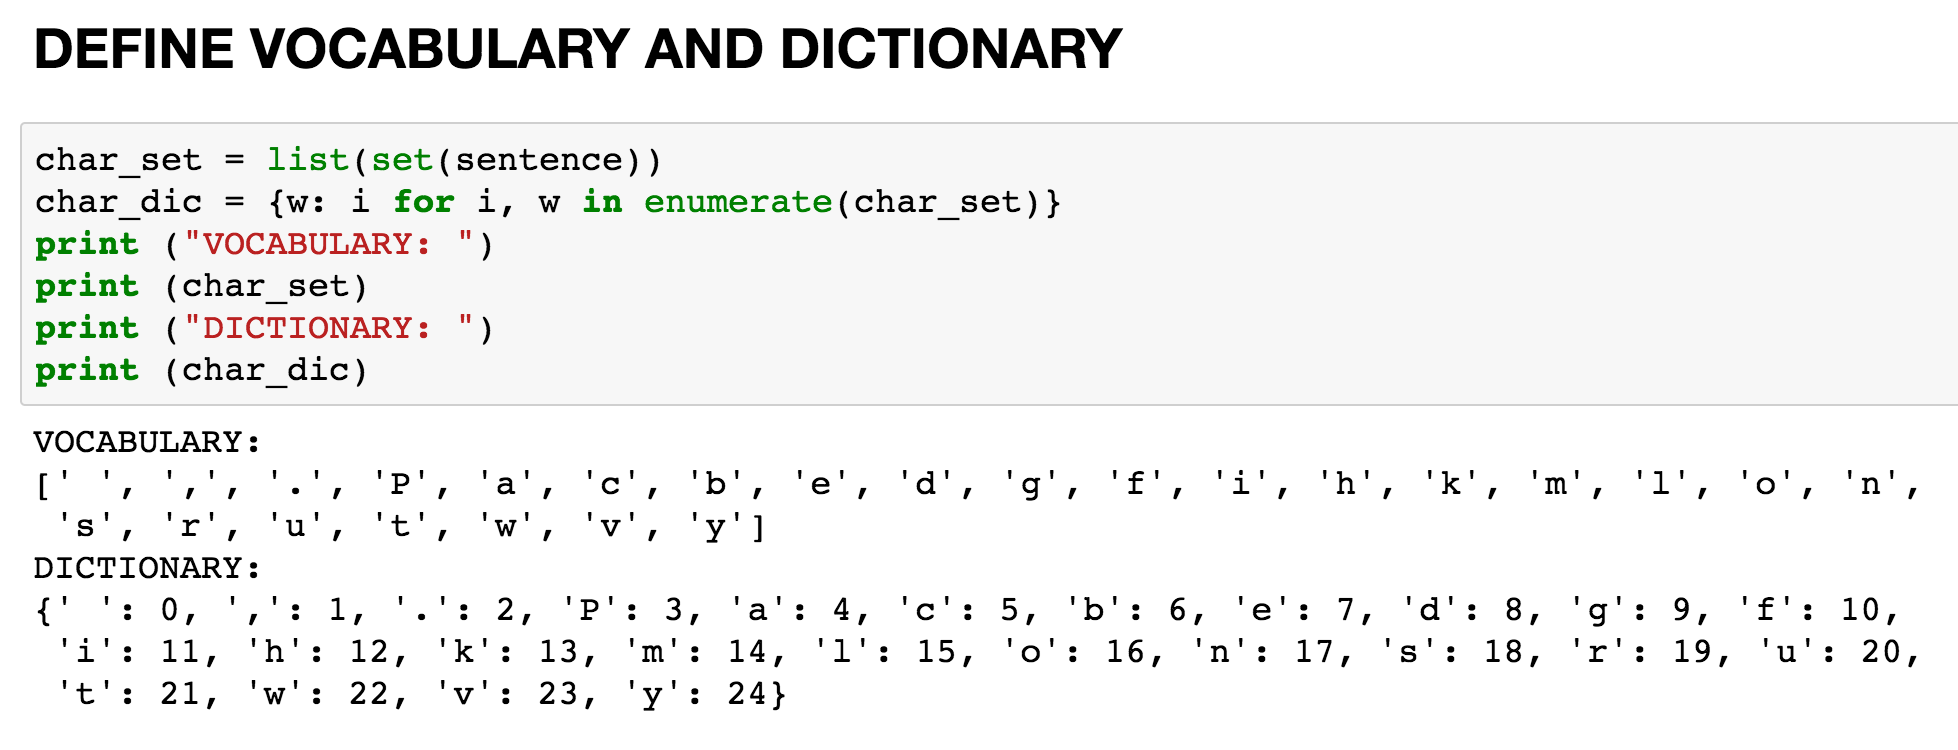 DEFINE VOCABULARY AND DICTIONARY
char_set = list(set(sentence))
char_dic = {w: i for i, w in enumerate(char_set)}
print ("VOCABULARY: ")
print (char_set)
print ("DICTIONARY: ")
print (char_dic)
VOCABULARY:
[' ', ',', '.', 'P', 'a', 'c', 'b', 'e', 'd', 'g', 'f', 'i', 'h', 'k', 'm', 'l', 'o', 'n',
's', 'r', 'u', 't', 'w', 'v', 'y']
DICTIONARY:
{' ': 0, ',': 1, '.': 2, 'P': 3, 'a': 4, 'c': 5, 'b': 6, 'e': 7, 'd': 8, 'g': 9, 'f': 10,
'i': 11, 'h': 12, 'k': 13, 'm': 14, 'l': 15, 'o': 16, 'n': 17, 's': 18, 'r': 19, 'u': 20,
't': 21, 'w': 22, 'v': 23, 'y': 24}